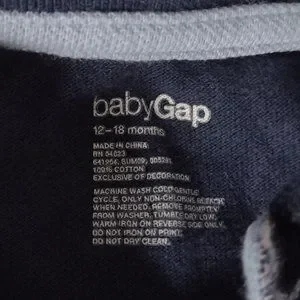 babyGap
12–18 months
MADE IN CHINA
RN 54023
100% COTTON
EXCLUSIVE OF DECORATION
MACHINE WASH COLD GENTLE
CYCLE, ONLY NON-CHLORINE BLEACH
WHEN NEEDED, REMOVE PROMPTLY
FROM WASHER, TUMBLE DRY LOW,
WARM IRON ON REVERSE SIDE ONLY.
DO NOT IRON ON PRINT.
DO NOT DRY CLEAN.